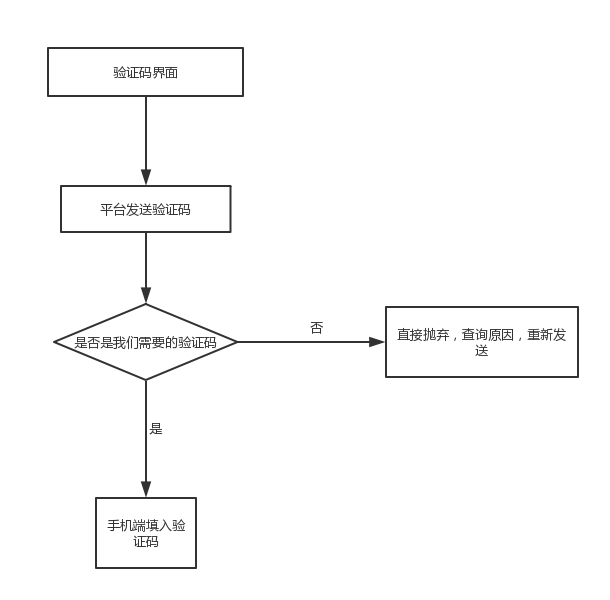 验证码界面
平台发送验证码
是否是我们需要的验证码
否
直接抛弃，查询原因，重新发
送
是
手机端填入验
证码